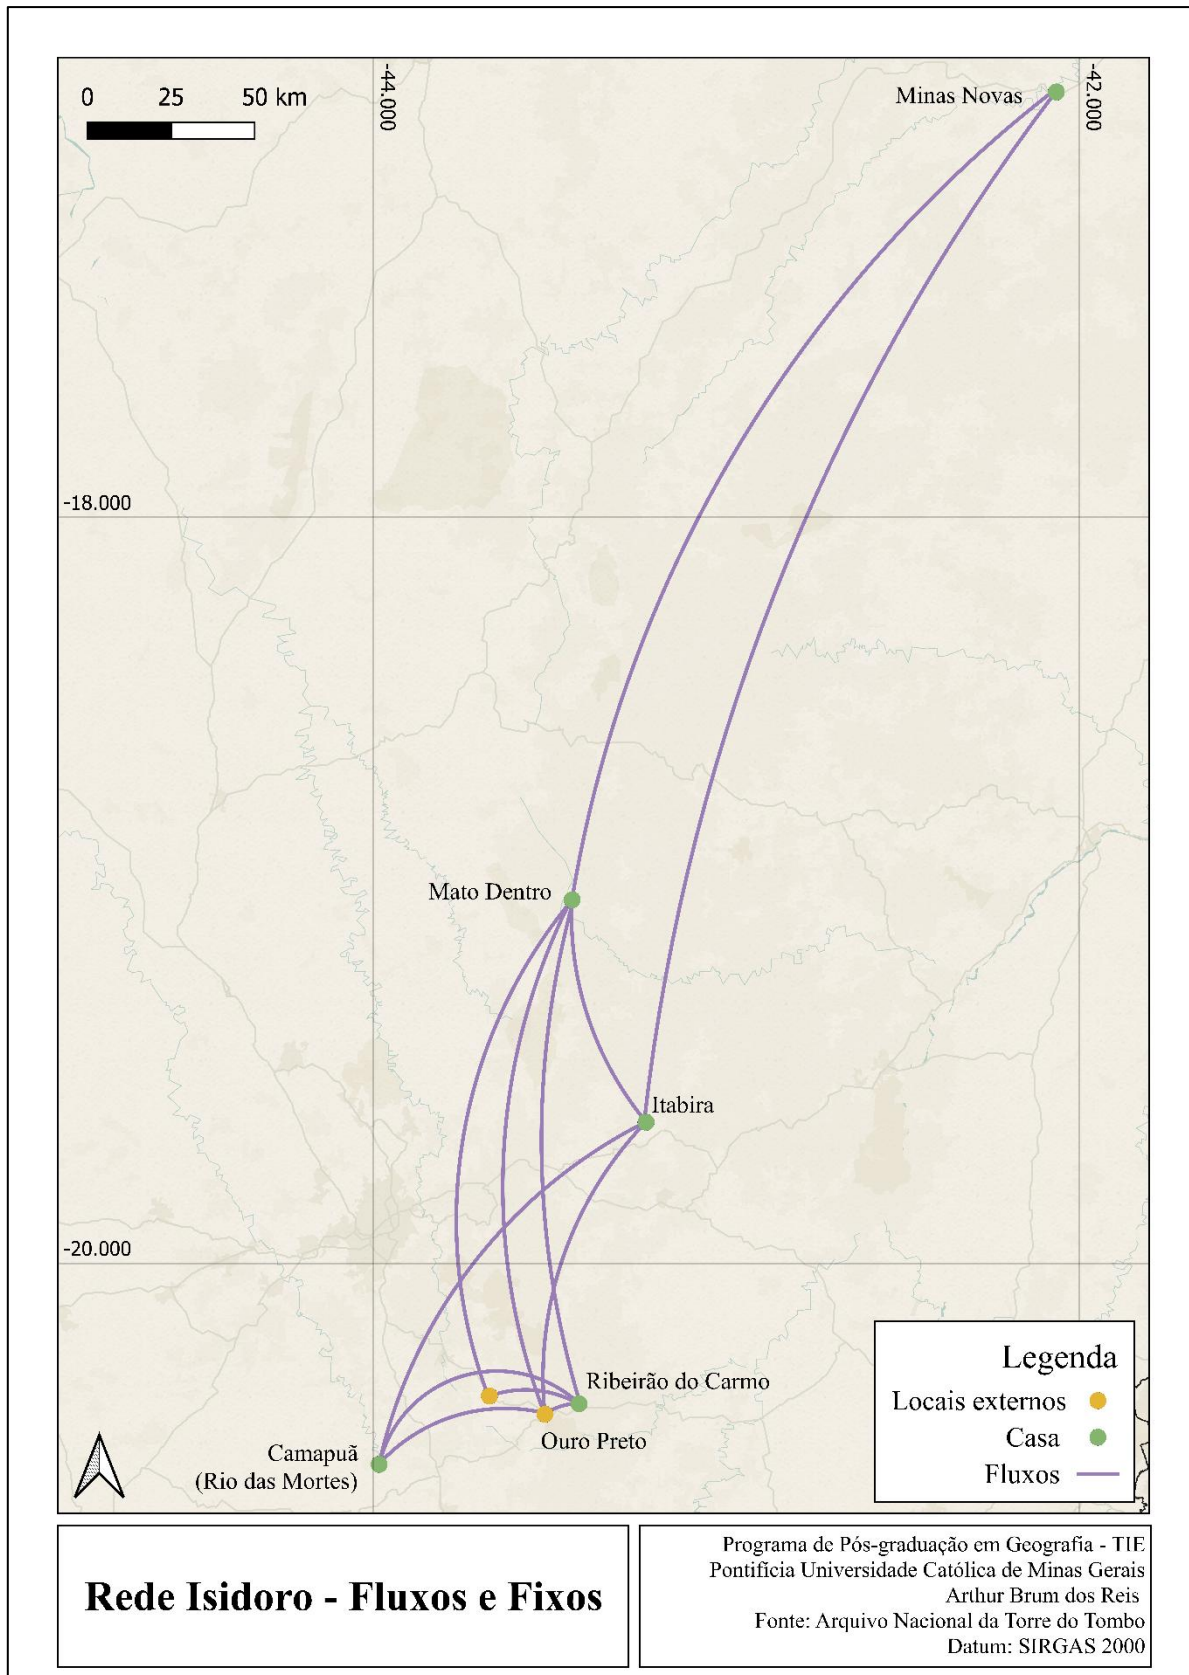 0 25 50 km
-44.000
-42.000
Minas Novas
-18.000
Mato Dentro
Itabira
-20.000
Ribeirão do Carmo
Ouro Preto
Camapuã
(Rio das Mortes)
Legenda
Locais externos
Casa
Fluxos
Rede Isidoro - Fluxos e Fixos
Programa de Pós-graduação em Geografia - TIE
Pontifícia Universidade Católica de Minas Gerais
Arthur Brum dos Reis
Fonte: Arquivo Nacional da Torre do Tombo
Datum: SIRGAS 2000